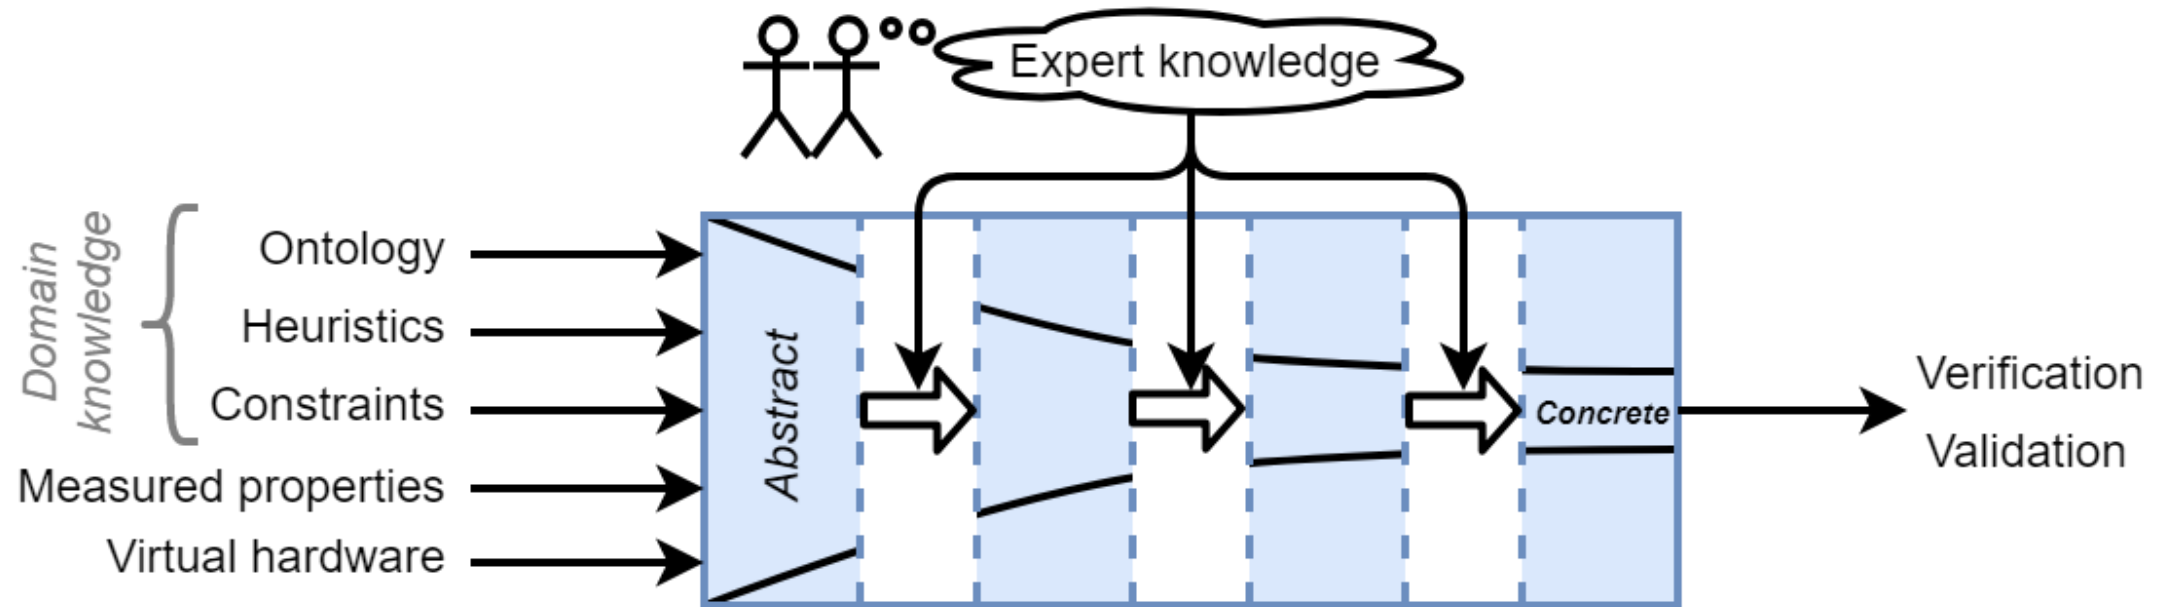 Expert knowledge
Domain
knowledge
Ontology
Heuristics
Constraints
Measured properties
Virtual hardware
Abstract
Concrete
Verification
Validation